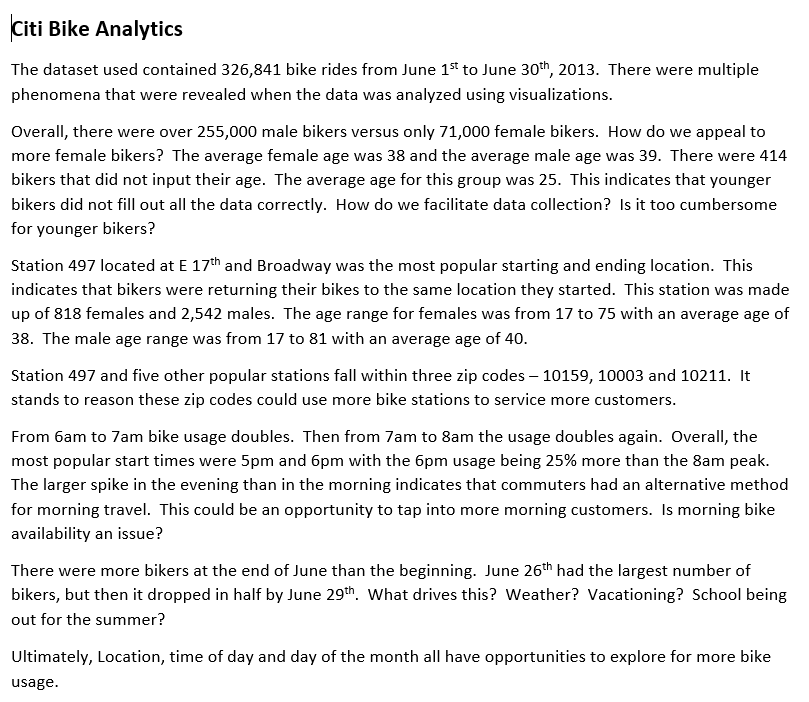 Citi Bike Analytics
The dataset used contained 326,841 bike rides from June 1st to June 30th, 2013.  There were multiple
phenomena that were revealed when the data was analyzed using visualizations.
Overall, there were over 255,000 male bikers versus only 71,000 female bikers.  How do we appeal to
more female bikers?  The average female age was 38 and the average male age was 39.  There were 414
bikers that did not input their age.  The average age for this group was 25.  This indicates that younger
bikers did not fill out all the data correctly.  How do we facilitate data collection?  Is it too cumbersome
for younger bikers?
Station 497 located at E 17th and Broadway was the most popular starting and ending location.  This
indicates that bikers were returning their bikes to the same location they started.  This station was made
up of 818 females and 2,542 males.  The age range for females was from 17 to 75 with an average age of
38.  The male age range was from 17 to 81 with an average age of 40.
Station 497 and five other popular stations fall within three zip codes – 10159, 10003 and 10211.  It
stands to reason these zip codes could use more bike stations to service more customers.
From 6am to 7am bike usage doubles.  Then from 7am to 8am the usage doubles again.  Overall, the
most popular start times were 5pm and 6pm with the 6pm usage being 25% more than the 8am peak.
The larger spike in the evening than in the morning indicates that commuters had an alternative method
for morning travel.  This could be an opportunity to tap into more morning customers.  Is morning bike
availability an issue?
There were more bikers at the end of June than the beginning.  June 26th had the largest number of
bikers, but then it dropped in half by June 29th.  What drives this?  Weather?  Vacationing?  School being
out for the summer?
Ultimately, Location, time of day and day of the month all have opportunities to explore for more bike
usage.